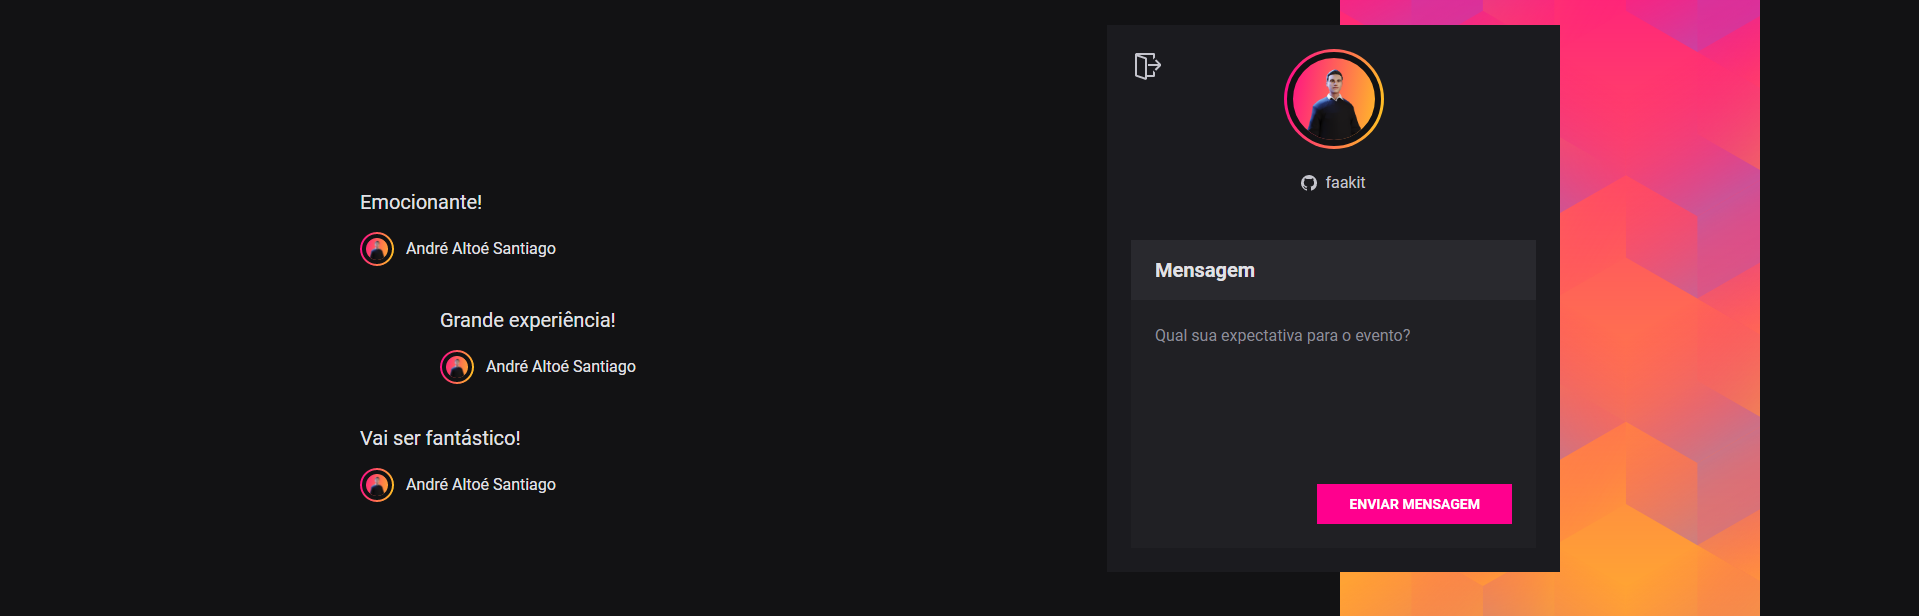 Emocionante!
André Altoé Santiago
Grande experiência!
André Altoé Santiago
Vai ser fantástico!
André Altoé Santiago
faakit
Mensagem
Qual sua expectativa para o evento?
ENVIAR MENSAGEM